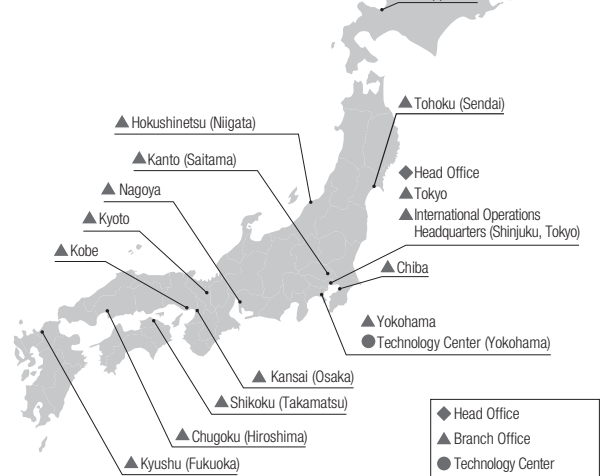 Tohoku (Sendai)
Hokushinetsu (Niigata)
Kanto (Saitama)
Head Office
Nagoya
Tokyo
International Operations
Headquarters (Shinjuku, Tokyo)
Kyoto
Kobe
Chiba
Yokohama
Technology Center (Yokohama)
Kansai (Osaka)
Shikoku (Takamatsu)
Chugoku (Hiroshima)
Kyushu (Fukuoka)
Head Office
Branch Office
Technology Center